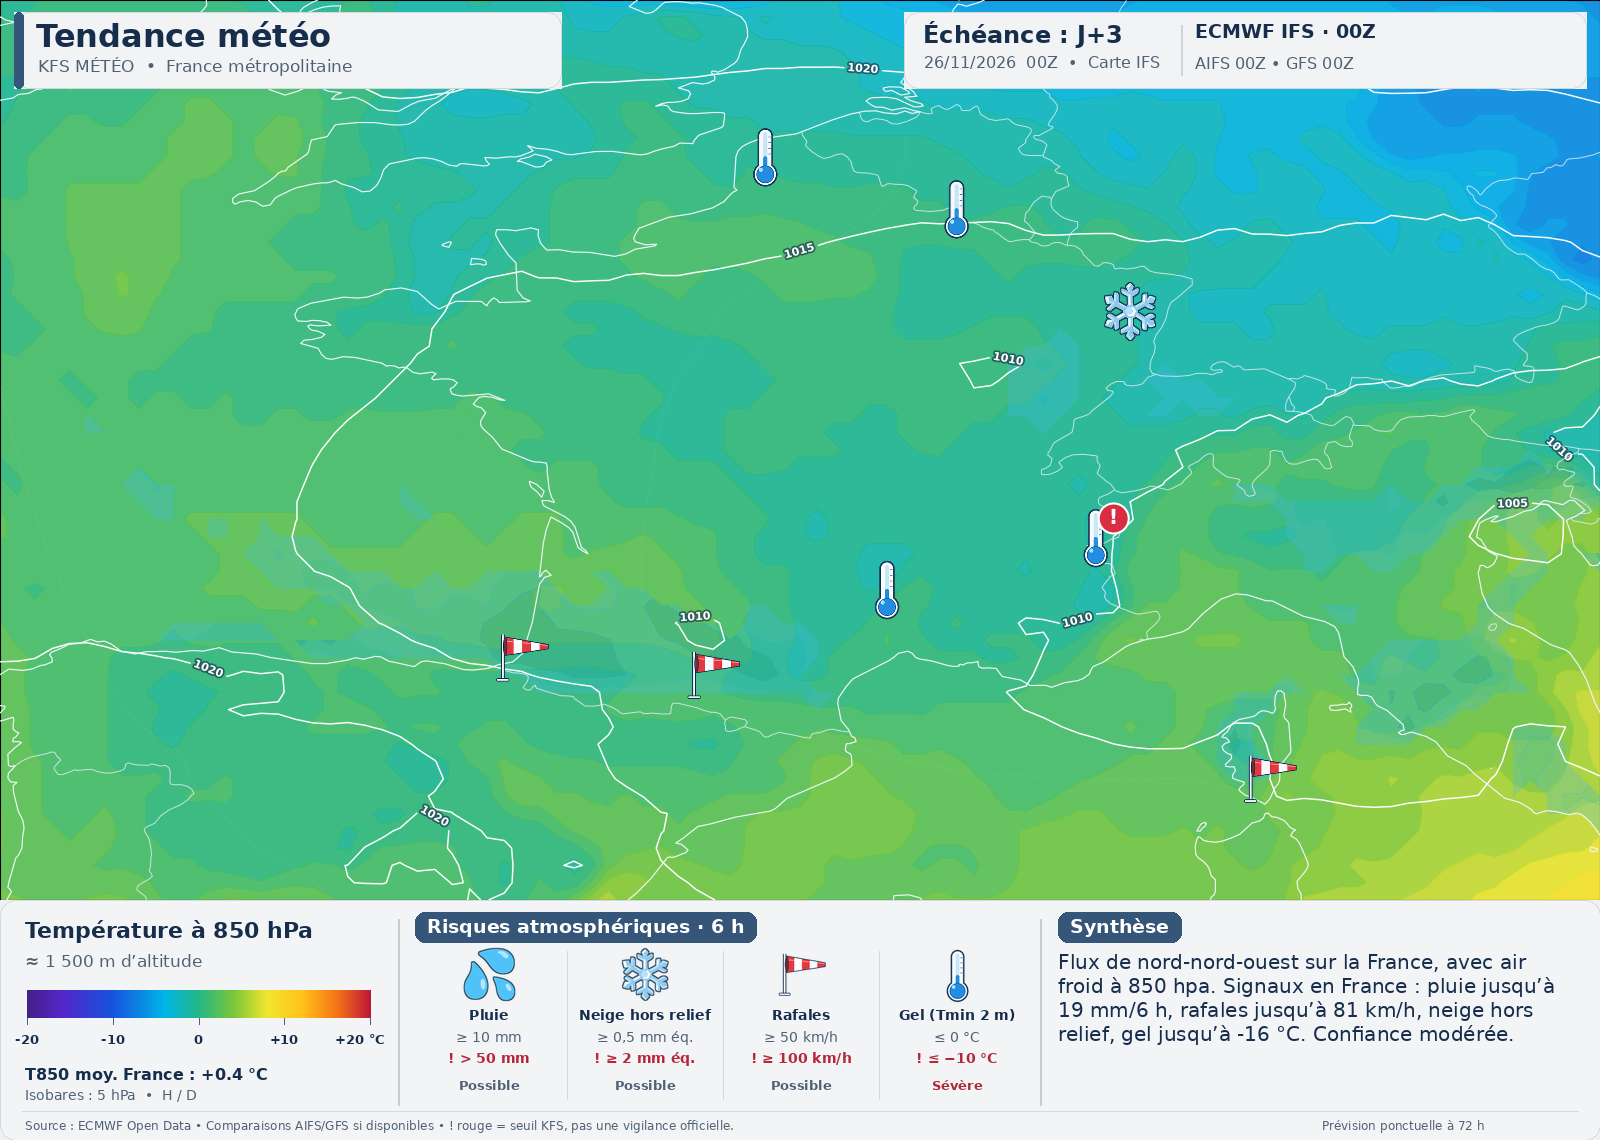 Tendance météo
KFS MÉTÉO • France métropolitaine
Échéance : J+3
26/11/2026 00Z • Carte IFS
ECMWF IFS · 00Z
AIFS 00Z • GFS 00Z
1020
1015
1010
1010
1005
!
1010
1010
1020
1020
Température à 850 hPa
≈ 1 500 m d’altitude
-20 -10 0 +10 +20 °C
T850 moy. France : +0.4 °C
Isobares : 5 hPa • H / D
Risques atmosphériques · 6 h
Pluie
≥ 10 mm
! > 50 mm
Possible
Neige hors relief
≥ 0,5 mm éq.
! ≥ 2 mm éq.
Possible
Rafales
≥ 50 km/h
! ≥ 100 km/h
Possible
Gel (Tmin 2 m)
≤ 0 °C
! ≤ −10 °C
Sévère
Synthèse
Flux de nord-nord-ouest sur la France, avec air
froid à 850 hpa. Signaux en France : pluie jusqu’à
19 mm/6 h, rafales jusqu’à 81 km/h, neige hors
relief, gel jusqu’à -16 °C. Confiance modérée.
Source : ECMWF Open Data • Comparaisons AIFS/GFS si disponibles • ! rouge = seuil KFS, pas une vigilance officielle.
Prévision ponctuelle à 72 h